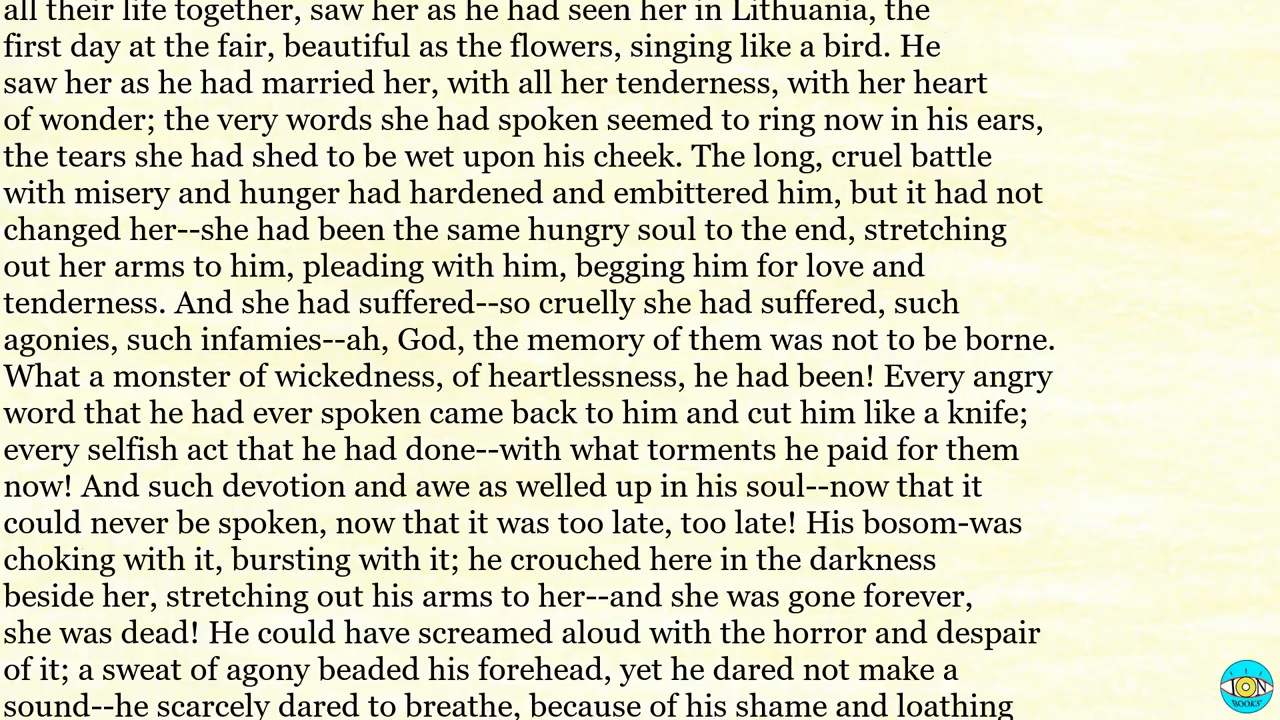 all their life together, saw her as he had seen her in Lithuania, the
first day at the fair, beautiful as the flowers, singing like a bird. He
saw her as he had married her, with all her tenderness, with her heart
of wonder; the very words she had spoken seemed to ring now in his ears,
the tears she had shed to be wet upon his cheek. The long, cruel battle
with misery and hunger had hardened and embittered him, but it had not
changed her--she had been the same hungry soul to the end, stretching
out her arms to him, pleading with him, begging him for love and
tenderness. And she had suffered--so cruelly she had suffered, such
agonies, such infamies--ah, God, the memory of them was not to be borne.
What a monster of wickedness, of heartlessness, he had been! Every angry
word that he had ever spoken came back to him and cut him like a knife;
every selfish act that he had done--with what torments he paid for them
now! And such devotion and awe as welled up in his soul--now that it
could never be spoken, now that it was too late, too late! His bosom-was
choking with it, bursting with it; he crouched here in the darkness
beside her, stretching out his arms to her--and she was gone forever,
she was dead! He could have screamed aloud with the horror and despair
of it; a sweat of agony beaded his forehead, yet he dared not make a
sound--he scarcely dared to breathe, because of his shame and loathing
ION
BOOKS